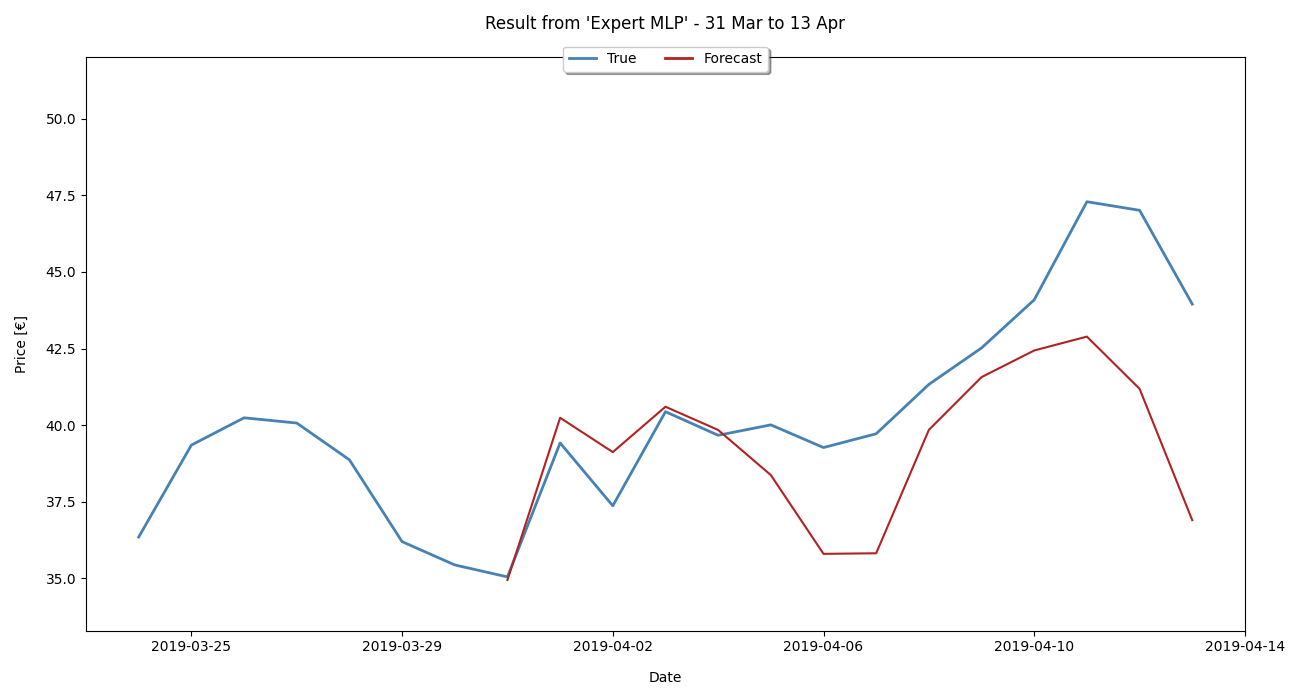 Result from 'Expert MLP' - 31 Mar to 13 Apr
True Forecast
50.0
47.5
45.0
42.5
40.0
37.5
35.0
Price [€]
2019-03-25 2019-03-29 2019-04-02 2019-04-06 2019-04-10 2019-04-14
Date